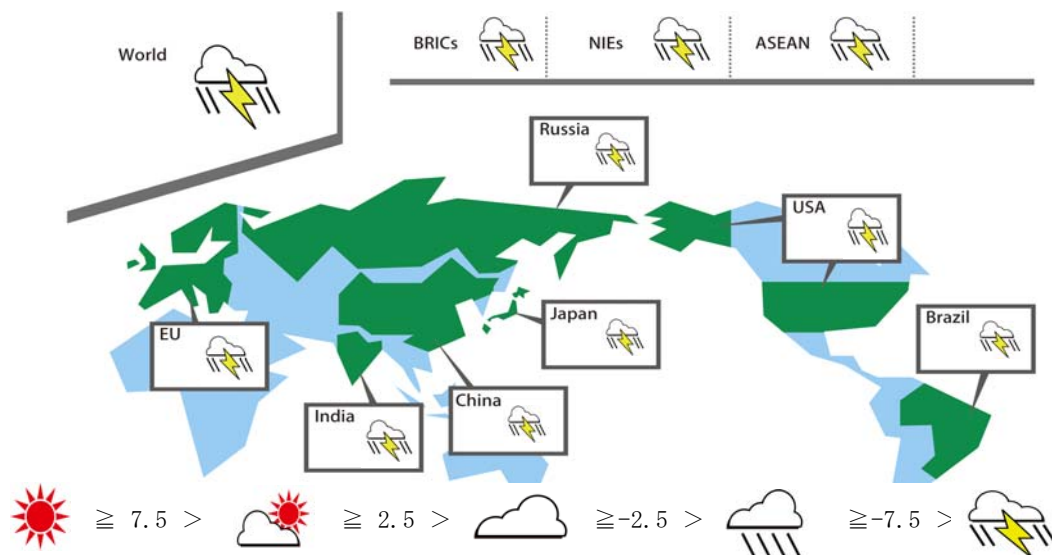 World
BRICs NIEs ASEAN
Russia
USA
Japan
Brazil
EU
China
India
≧ 7.5 > ≧ 2.5 > ≧-2.5 > ≧-7.5 >